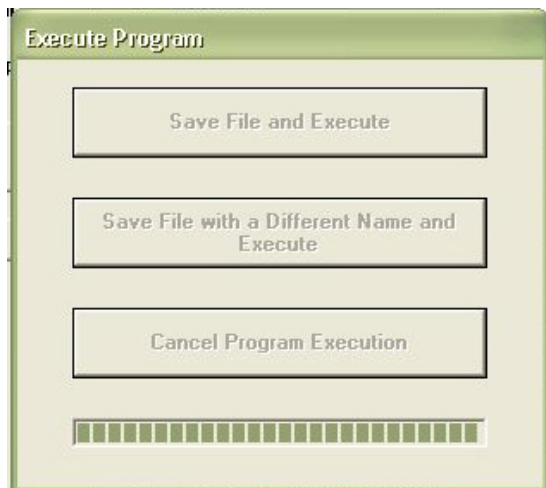 Execute Program
Save File and Execute
Save File with a Different Name and
Execute
Cancel Program Execution